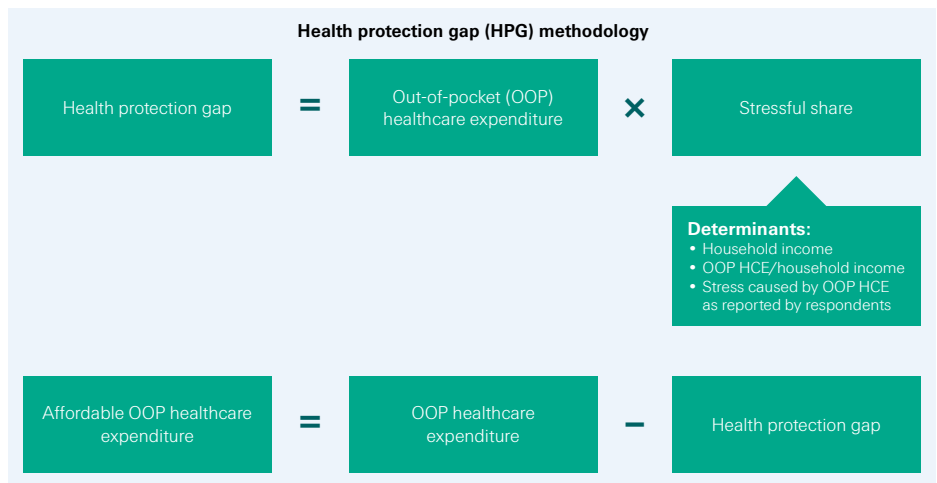 Health protection gap (HPG) methodology
Health protection gap
=
Out-of-pocket (OOP)
healthcare expenditure
×
Stressful share
Determinants:
• Household income
• OOP HCE/household income
• Stress caused by OOP HCE
as reported by respondents
Affordable OOP healthcare
expenditure
=
OOP healthcare
expenditure
–
Health protection gap